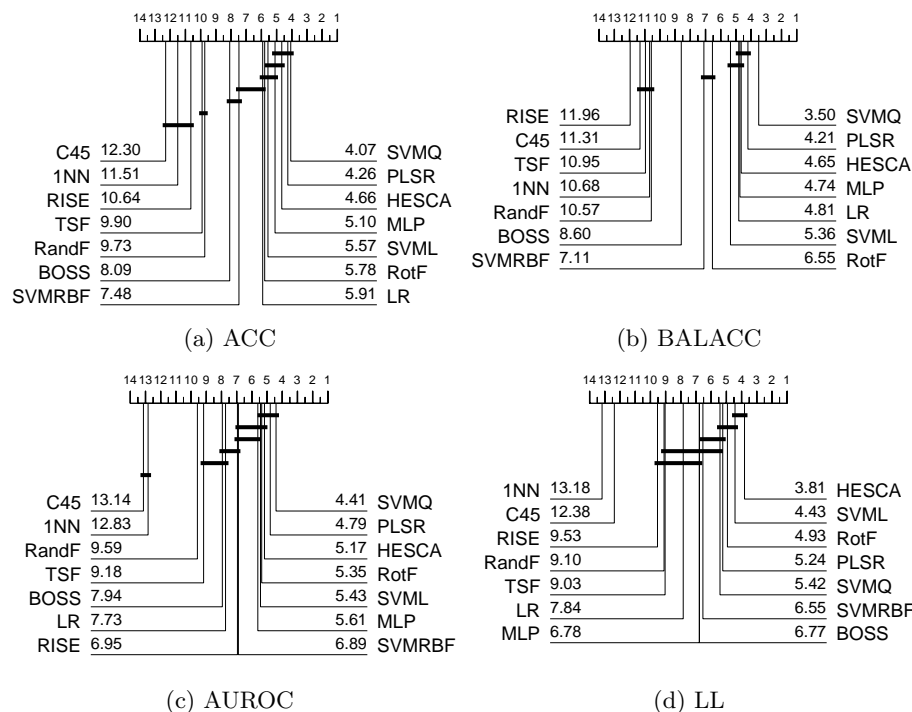 14 13 12 11 10 9 8 7 6 5 4 3 2 1
C45 12.30 4.07 SVMQ
1NN 11.51 4.26 PLSR
RISE 10.64 4.66 HESCA
TSF 9.90 5.10 MLP
RandF 9.73 5.57 SVML
BOSS 8.09 5.78 RotF
SVMRBF 7.48 5.91 LR
(a) ACC
14 13 12 11 10 9 8 7 6 5 4 3 2 1
RISE 11.96 3.50 SVMQ
C45 11.31 4.21 PLSR
TSF 10.95 4.65 HESCA
1NN 10.68 4.74 MLP
RandF 10.57 4.81 LR
BOSS 8.60 5.36 SVML
SVMRBF 7.11 6.55 RotF
(b) BALACC
14 13 12 11 10 9 8 7 6 5 4 3 2 1
C45 13.14 4.41 SVMQ
1NN 12.83 4.79 PLSR
RandF 9.59 5.17 HESCA
TSF 9.18 5.35 RotF
BOSS 7.94 5.43 SVML
LR 7.73 5.61 MLP
RISE 6.95 6.89 SVMRBF
(c) AUROC
14 13 12 11 10 9 8 7 6 5 4 3 2 1
1NN 13.18 3.81 HESCA
C45 12.38 4.43 SVML
RISE 9.53 4.93 RotF
RandF 9.10 5.24 PLSR
TSF 9.03 5.42 SVMQ
LR 7.84 6.55 SVMRBF
MLP 6.78 6.77 BOSS
(d) LL